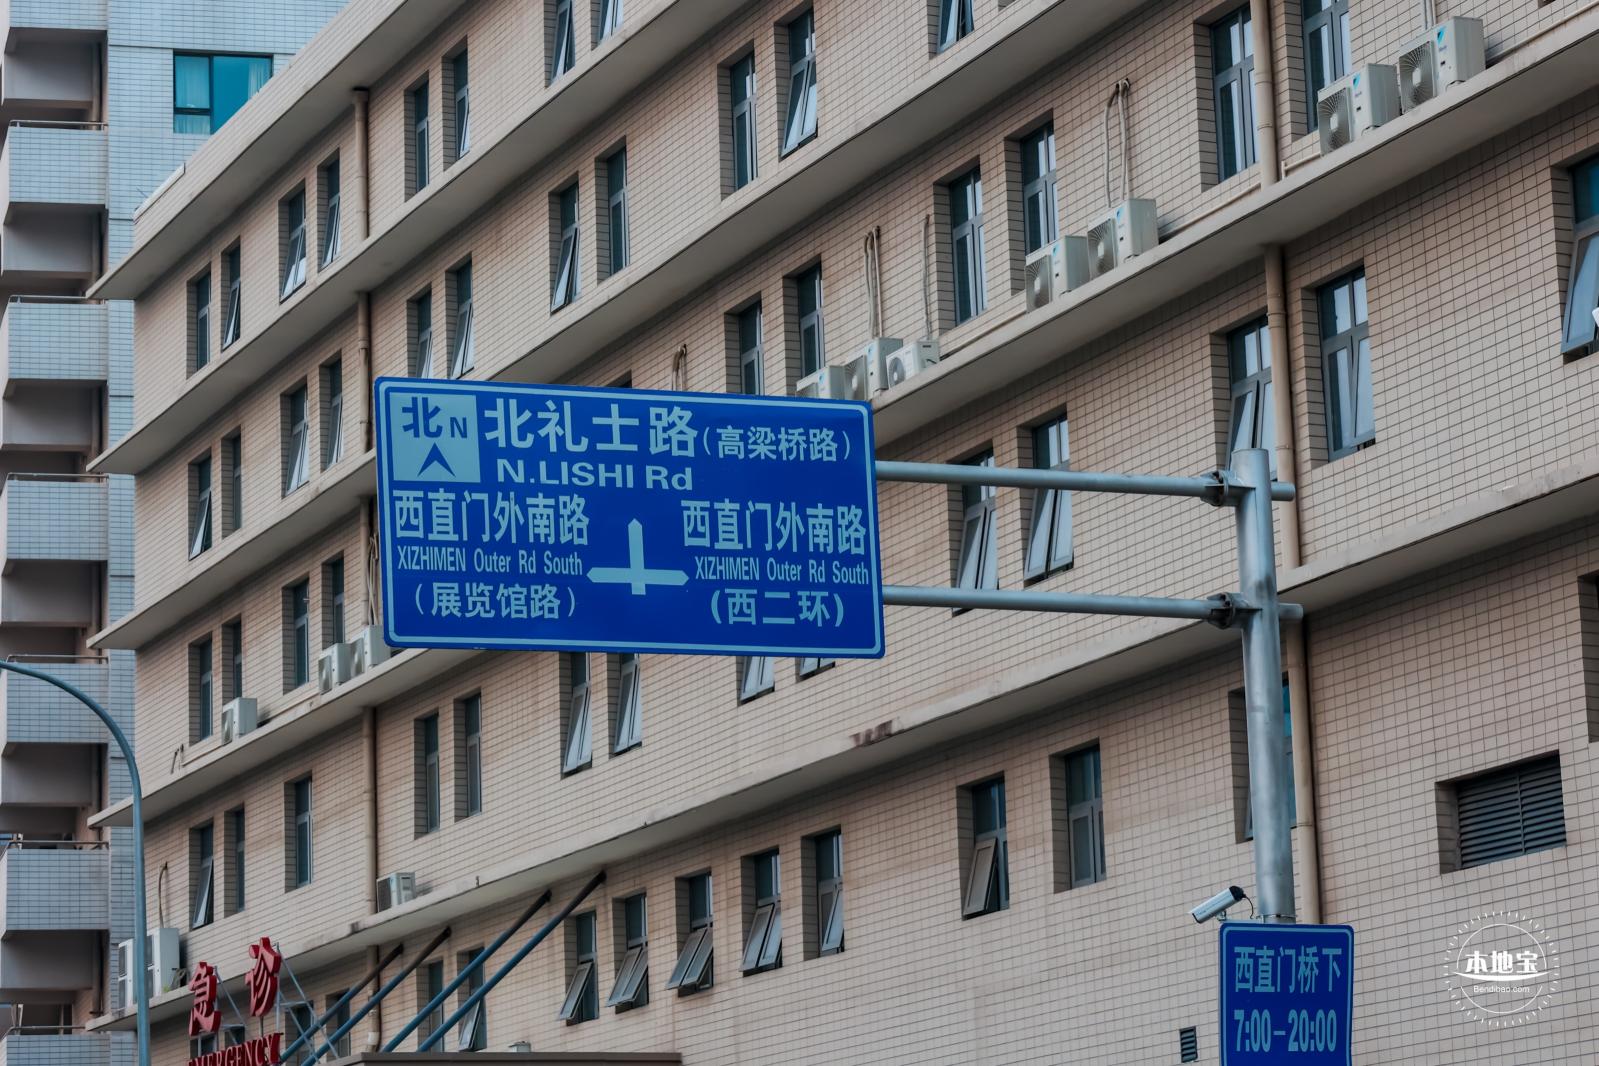 北 N
北礼士路(高梁桥路)
N.LISHI Rd
西直门外南路
XIZHIMEN Outer Rd South
(展览馆路)
西直门外南路
XIZHIMEN Outer Rd South
(西二环)
急诊
EMERGENCY
西直门桥下
7:00-20:00
本地宝
Bendibao.com